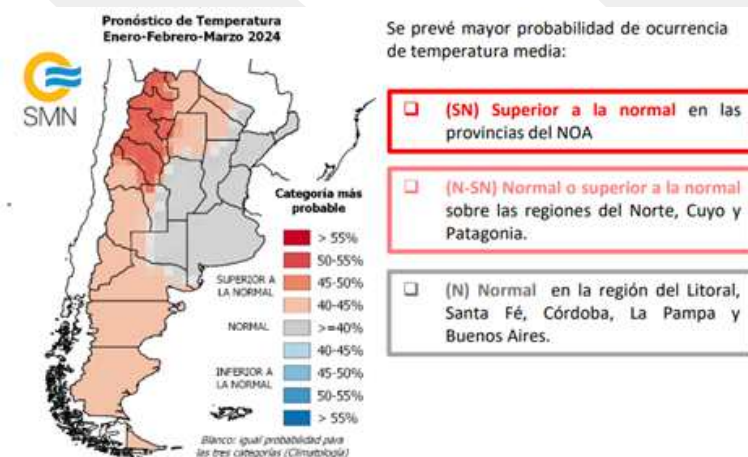 Pronóstico de Temperatura
Enero-Febrero-Marzo 2024
SMN
Categoría más
probable
> 55%
50-55%
SUPERIOR A
LA NORMAL
45-50%
40-45%
NORMAL
>=40%
40-45%
INFERIOR A
LA NORMAL
45-50%
50-55%
> 55%
Blanco: igual probabilidad para
las tres categorías (Climatología)
Se prevé mayor probabilidad de ocurrencia
de temperatura media:
(SN) Superior a la normal en las
provincias del NOA
(N-SN) Normal o superior a la normal
sobre las regiones del Norte, Cuyo y
Patagonia.
(N) Normal en la región del Litoral,
Santa Fé, Córdoba, La Pampa y
Buenos Aires.